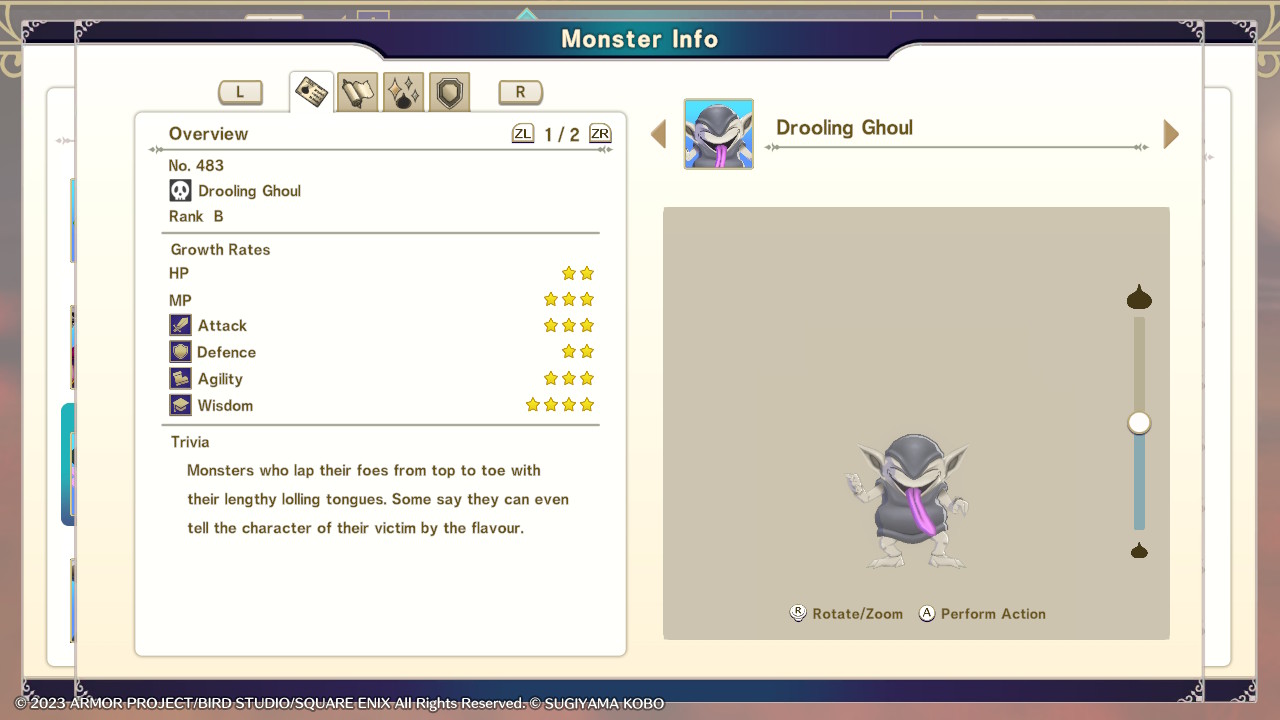 Monster Info
L
R
Overview
ZL 1 / 2 ZR
No. 483
Drooling Ghoul
Rank B
Growth Rates
HP
MP
Attack
Defence
Agility
Wisdom
Trivia
Monsters who lap their foes from top to toe with
their lengthy lolling tongues. Some say they can even
tell the character of their victim by the flavour.
Drooling Ghoul
R Rotate/Zoom A Perform Action
© 2023 ARMOR PROJECT/BIRD STUDIO/SQUARE ENIX All Rights Reserved. © SUGIYAMA KOBO